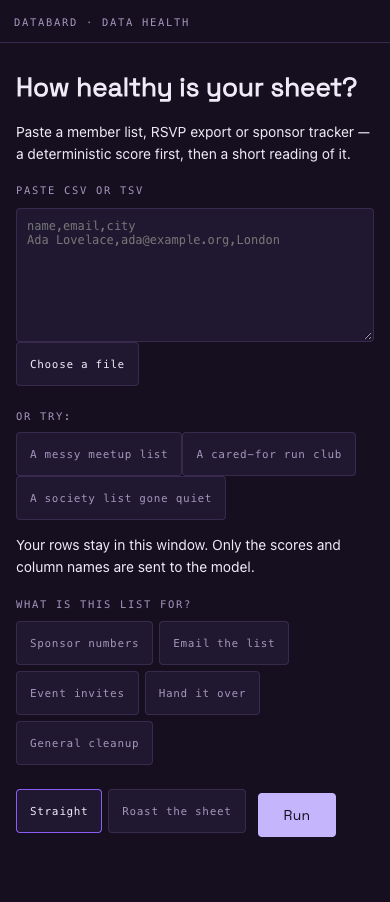 DATABARD · DATA HEALTH
How healthy is your sheet?
Paste a member list, RSVP export or sponsor tracker —
a deterministic score first, then a short reading of it.
PASTE CSV OR TSV
name,email,city
Ada Lovelace,ada@example.org,London
Choose a file
OR TRY:
A messy meetup list
A cared-for run club
A society list gone quiet
Your rows stay in this window. Only the scores and
column names are sent to the model.
WHAT IS THIS LIST FOR?
Sponsor numbers
Email the list
Event invites
Hand it over
General cleanup
Straight
Roast the sheet
Run